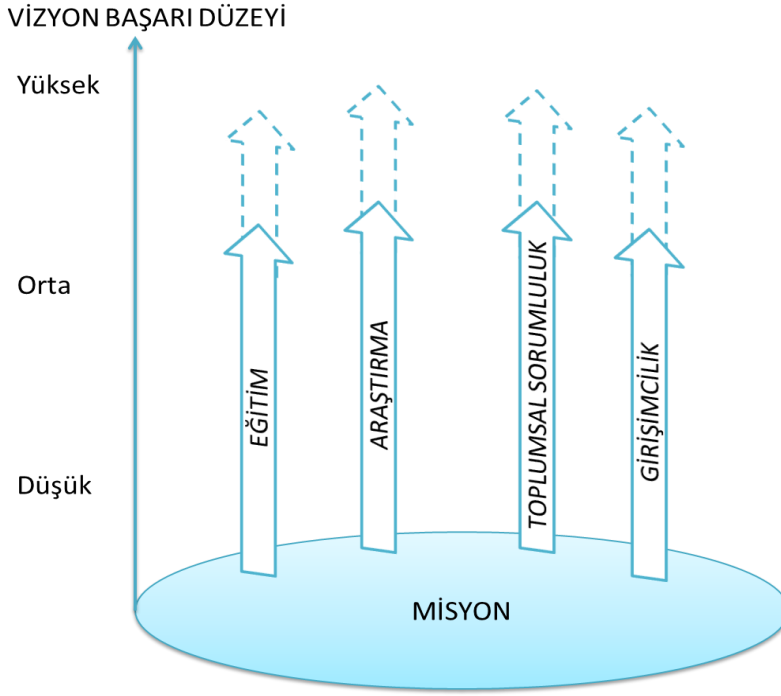 VİZYON BAŞARI DÜZEYİ
Yüksek
Orta
Düşük
EĞİTİM
ARAŞTIRMA
TOPLUMSAL SORUMLULUK
GİRİŞİMCİLİK
MİSYON